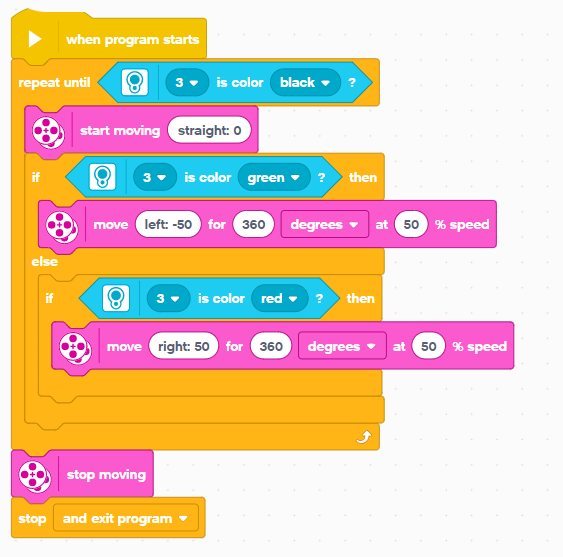 when program starts
repeat until 3 is color black ?
start moving straight: 0
if 3 is color green ? then
move left: -50 for 360 degrees at 50 % speed
else
if 3 is color red ? then
move right: 50 for 360 degrees at 50 % speed
stop moving
stop and exit program